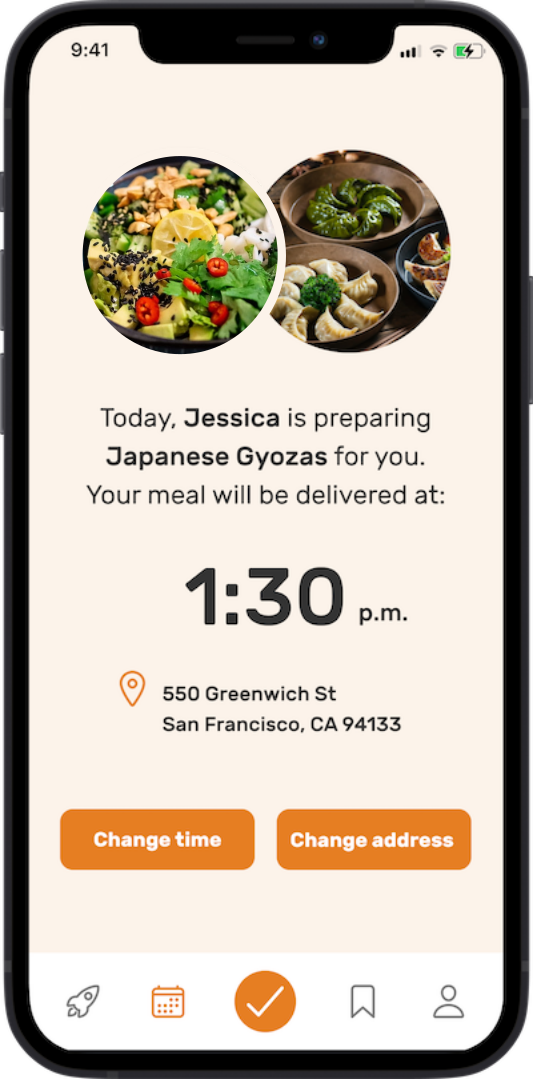 9:41
Today, Jessica is preparing
Japanese Gyozas for you.
Your meal will be delivered at:
1:30 p.m.
550 Greenwich St
San Francisco, CA 94133
Change time
Change address